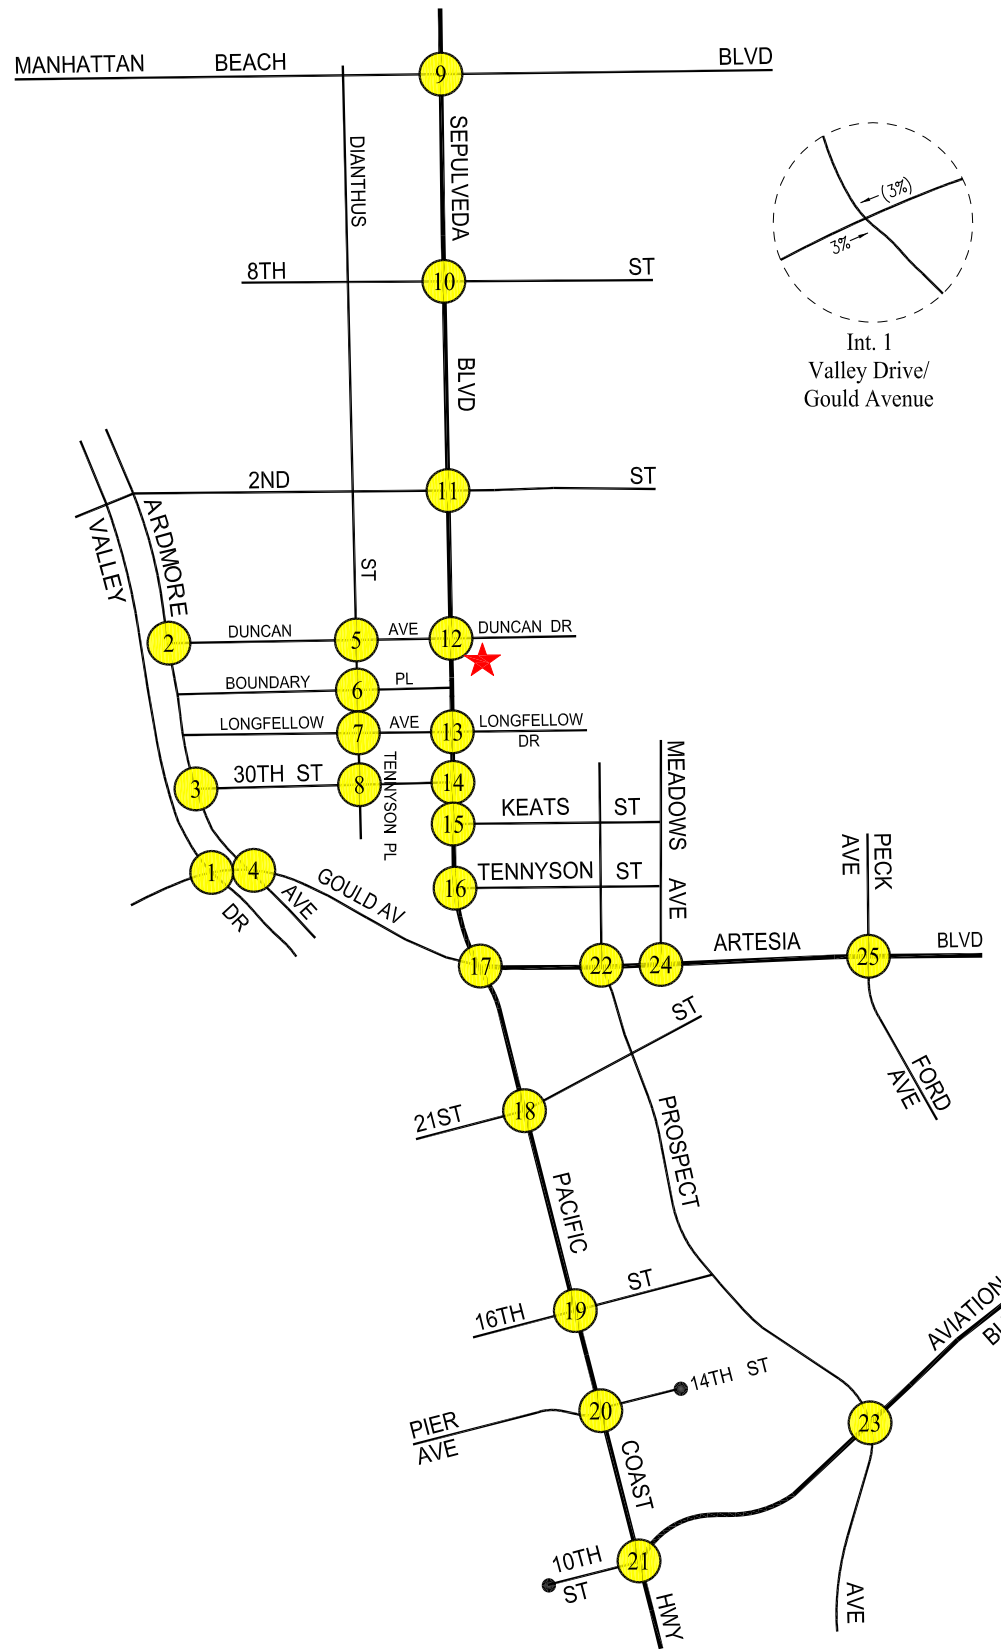 MANHATTAN BEACH BLVD
9
SEPULVEDA
DIANTHUS
(3%)
3%
8TH ST
10
Int. 1
Valley Drive/
Gould Avenue
BLVD
2ND ST
11
ARDMORE
VALLEY
ST
2
DUNCAN AVE
5
12
DUNCAN DR
BOUNDARY PL
6
LONGFELLOW AVE
7
13
LONGFELLOW
DR
3
30TH ST
8
TENNYSON PL
14
MEADOWS AVE
15
KEATS ST
PECK
AVE
1
4
GOULD AV
16
TENNYSON ST
AVE
DR
17
22
24
ARTESIA BLVD
25
ST
21ST
18
FORD
AVE
PROSPECT
PACIFIC
16TH ST
19
AVIATION
14TH ST
20
PIER
AVE
23
COAST
10TH
ST
21
HWY
AVE